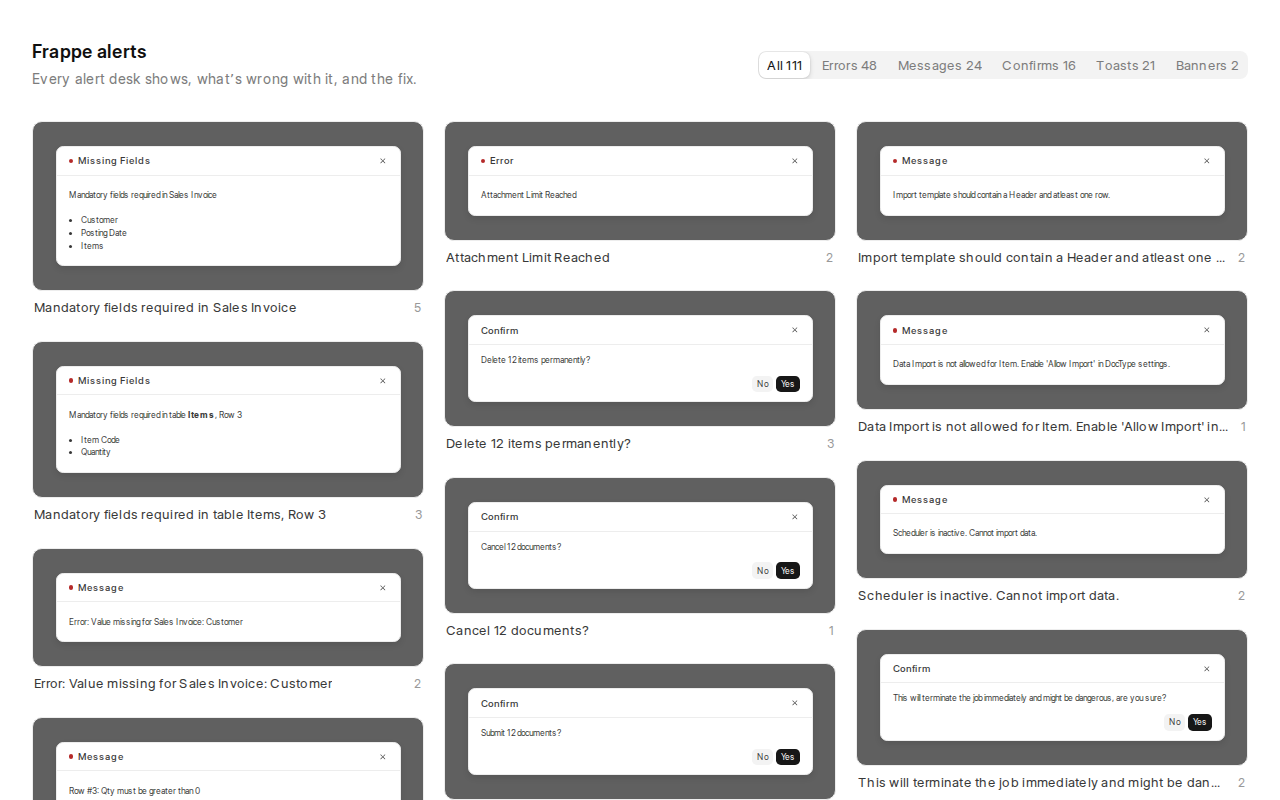 Frappe alerts
Every alert desk shows, what's wrong with it, and the fix.
All 111 Errors 48 Messages 24 Confirms 16 Toasts 21 Banners 2
Missing Fields ×
Mandatory fields required in Sales Invoice
• Customer
• Posting Date
• Items
Mandatory fields required in Sales Invoice 5
Missing Fields ×
Mandatory fields required in table Items, Row 3
• Item Code
• Quantity
Mandatory fields required in table Items, Row 3 3
Message ×
Error: Value missing for Sales Invoice: Customer
Error: Value missing for Sales Invoice: Customer 2
Message ×
Row #3: Qty must be greater than 0
Error ×
Attachment Limit Reached
Attachment Limit Reached 2
Confirm ×
Delete 12 items permanently?
No Yes
Delete 12 items permanently? 3
Confirm ×
Cancel 12 documents?
No Yes
Cancel 12 documents? 1
Confirm ×
Submit 12 documents?
No Yes
Message ×
Import template should contain a Header and atleast one row.
Import template should contain a Header and atleast one ... 2
Message ×
Data Import is not allowed for Item. Enable 'Allow Import' in DocType settings.
Data Import is not allowed for Item. Enable 'Allow Import' in... 1
Message ×
Scheduler is inactive. Cannot import data.
Scheduler is inactive. Cannot import data. 2
Confirm ×
This will terminate the job immediately and might be dangerous, are you sure?
No Yes
This will terminate the job immediately and might be dan... 2